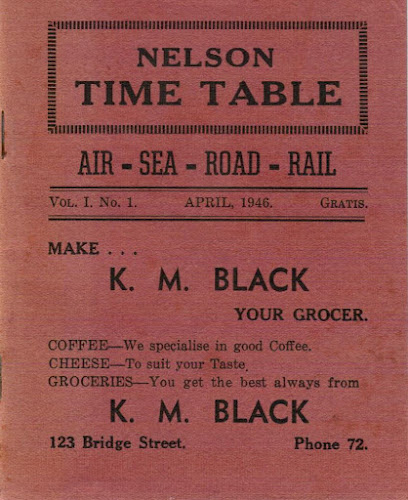 NELSON
TIME TABLE
AIR - SEA - ROAD - RAIL
VOL. I. NO. 1. APRIL, 1946. GRATIS.
MAKE . . .
K. M. BLACK
YOUR GROCER.
COFFEE—We specialise in good Coffee.
CHEESE—To suit your Taste.
GROCERIES—You get the best always from
K. M. BLACK
123 Bridge Street. Phone 72.